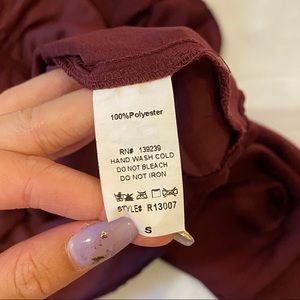 100%Polyester
RN# 139239
HAND WASH COLD
DO NOT BLEACH
DO NOT IRON
STYLE# R13007
S